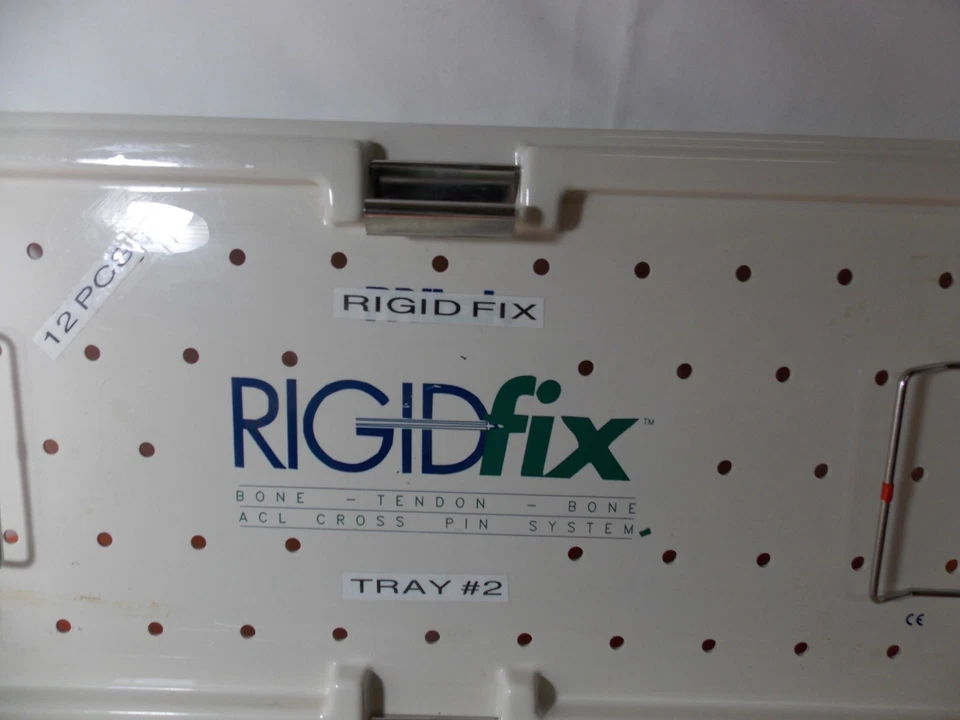 12 PCS
RIGID FIX
RIGIDfix™
BONE – TENDON – BONE
ACL CROSS PIN SYSTEM
TRAY #2
CE